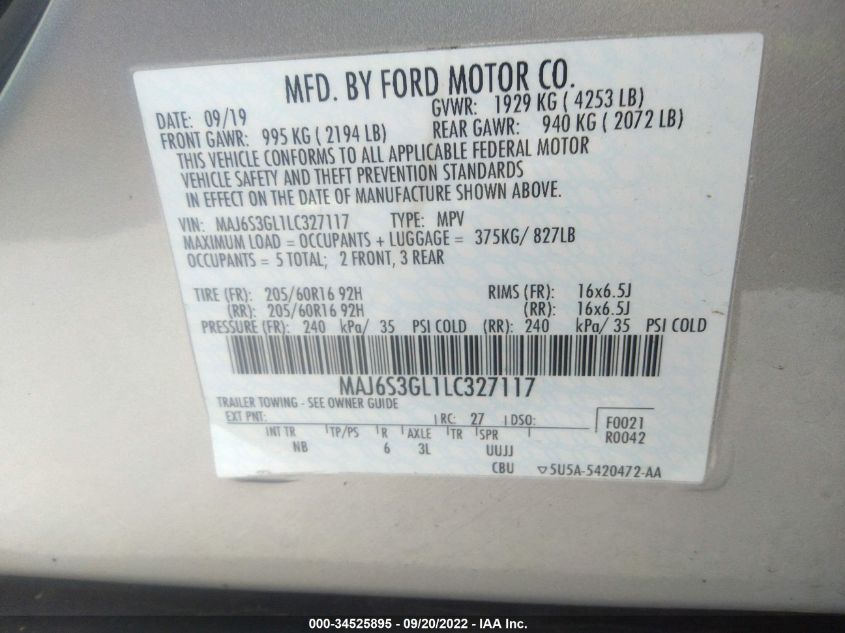 MFD. BY FORD MOTOR CO.
DATE: 09/19 GVWR: 1929 KG ( 4253 LB)
FRONT GAWR: 995 KG ( 2194 LB) REAR GAWR: 940 KG ( 2072 LB)
THIS VEHICLE CONFORMS TO ALL APPLICABLE FEDERAL MOTOR
VEHICLE SAFETY AND THEFT PREVENTION STANDARDS
IN EFFECT ON THE DATE OF MANUFACTURE SHOWN ABOVE.
VIN: MAJ6S3GL1LC327117 TYPE: MPV
MAXIMUM LOAD = OCCUPANTS + LUGGAGE = 375KG/ 827LB
OCCUPANTS = 5 TOTAL; 2 FRONT, 3 REAR
TIRE (FR): 205/60R16 92H RIMS (FR): 16x6.5J
(RR): 205/60R16 92H (RR): 16x6.5J
PRESSURE (FR): 240 kPa/ 35 PSI COLD (RR): 240 kPa/ 35 PSI COLD
MAJ6S3GL1LC327117
TRAILER TOWING - SEE OWNER GUIDE
EXT PNT: RC: 27 DSO: F0021
INT TR TP/PS R AXLE TR SPR R0042
NB 6 3L UUJJ
CBU 5U5A-5420472-AA
000-34525895 - 09/20/2022 - IAA Inc.